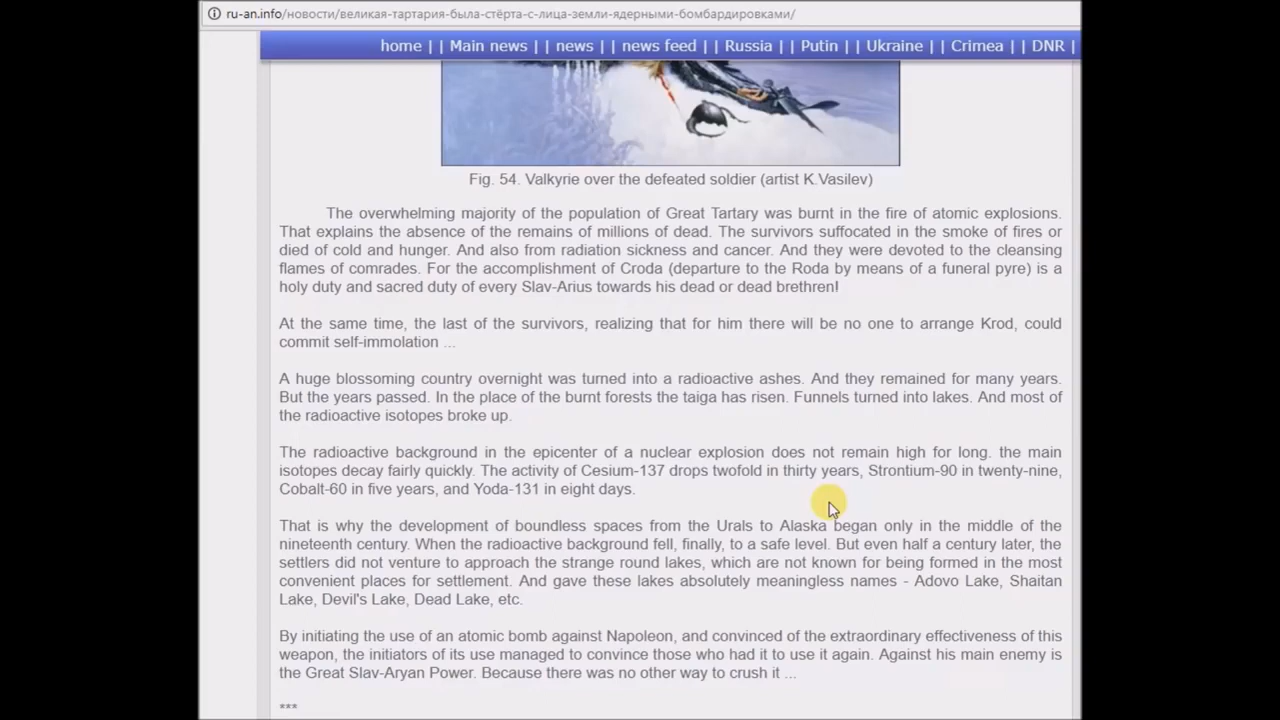 ru-an.info/новости/великая-тартария-была-стёрта-с-лица-земли-ядерными-бомбардировками/
home | | Main news | | news | | news feed | | Russia | | Putin | | Ukraine | | Crimea | | DNR |
Fig. 54. Valkyrie over the defeated soldier (artist K.Vasilev)
The overwhelming majority of the population of Great Tartary was burnt in the fire of atomic explosions.
That explains the absence of the remains of millions of dead. The survivors suffocated in the smoke of fires or
died of cold and hunger. And also from radiation sickness and cancer. And they were devoted to the cleansing
flames of comrades. For the accomplishment of Croda (departure to the Roda by means of a funeral pyre) is a
holy duty and sacred duty of every Slav-Arius towards his dead or dead brethren!
At the same time, the last of the survivors, realizing that for him there will be no one to arrange Krod, could
commit self-immolation ...
A huge blossoming country overnight was turned into a radioactive ashes. And they remained for many years.
But the years passed. In the place of the burnt forests the taiga has risen. Funnels turned into lakes. And most of
the radioactive isotopes broke up.
The radioactive background in the epicenter of a nuclear explosion does not remain high for long. the main
isotopes decay fairly quickly. The activity of Cesium-137 drops twofold in thirty years, Strontium-90 in twenty-nine,
Cobalt-60 in five years, and Yoda-131 in eight days.
That is why the development of boundless spaces from the Urals to Alaska began only in the middle of the
nineteenth century. When the radioactive background fell, finally, to a safe level. But even half a century later, the
settlers did not venture to approach the strange round lakes, which are not known for being formed in the most
convenient places for settlement. And gave these lakes absolutely meaningless names - Adovo Lake, Shaitan
Lake, Devil's Lake, Dead Lake, etc.
By initiating the use of an atomic bomb against Napoleon, and convinced of the extraordinary effectiveness of this
weapon, the initiators of its use managed to convince those who had it to use it again. Against his main enemy is
the Great Slav-Aryan Power. Because there was no other way to crush it ...
***